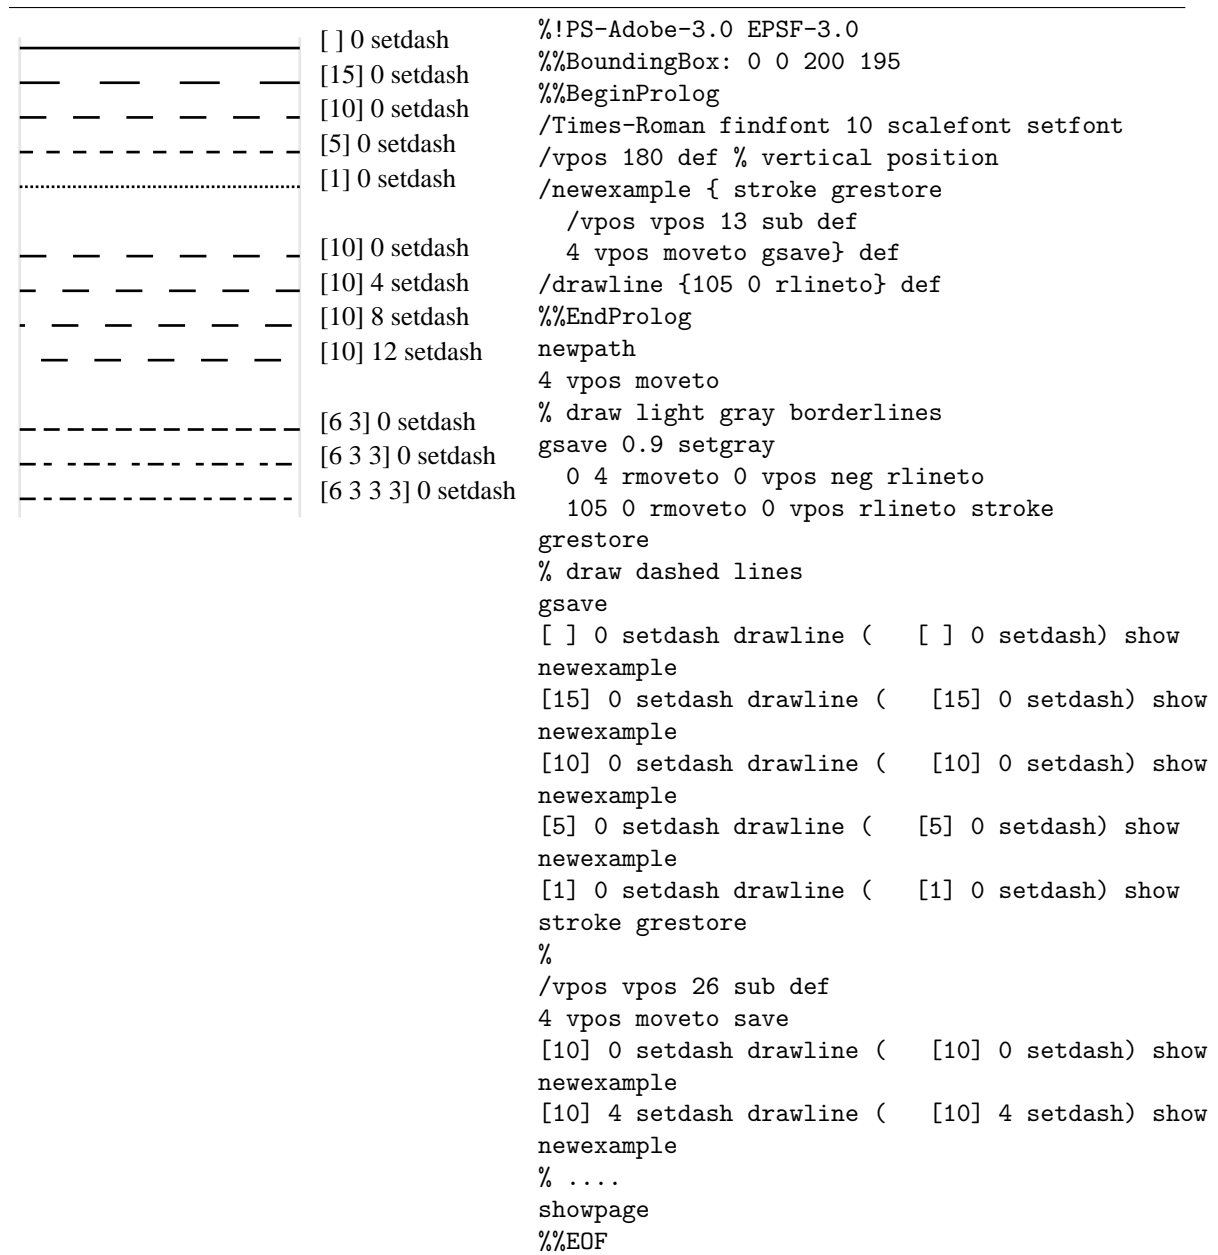 [ ] 0 setdash
[15] 0 setdash
[10] 0 setdash
[5] 0 setdash
[1] 0 setdash
[10] 0 setdash
[10] 4 setdash
[10] 8 setdash
[10] 12 setdash
[6 3] 0 setdash
[6 3 3] 0 setdash
[6 3 3 3] 0 setdash
%!PS-Adobe-3.0 EPSF-3.0
%%BoundingBox: 0 0 200 195
%%BeginProlog
/Times-Roman findfont 10 scalefont setfont
/vpos 180 def % vertical position
/newexample { stroke grestore
  /vpos vpos 13 sub def
  4 vpos moveto gsave} def
/drawline {105 0 rlineto} def
%%EndProlog
newpath
4 vpos moveto
% draw light gray borderlines
gsave 0.9 setgray
  0 4 rmoveto 0 vpos neg rlineto
  105 0 rmoveto 0 vpos rlineto stroke
grestore
% draw dashed lines
gsave
[ ] 0 setdash drawline (   [ ] 0 setdash) show
newexample
[15] 0 setdash drawline (   [15] 0 setdash) show
newexample
[10] 0 setdash drawline (   [10] 0 setdash) show
newexample
[5] 0 setdash drawline (   [5] 0 setdash) show
newexample
[1] 0 setdash drawline (   [1] 0 setdash) show
stroke grestore
%
/vpos vpos 26 sub def
4 vpos moveto save
[10] 0 setdash drawline (   [10] 0 setdash) show
newexample
[10] 4 setdash drawline (   [10] 4 setdash) show
newexample
% ....
showpage
%%EOF